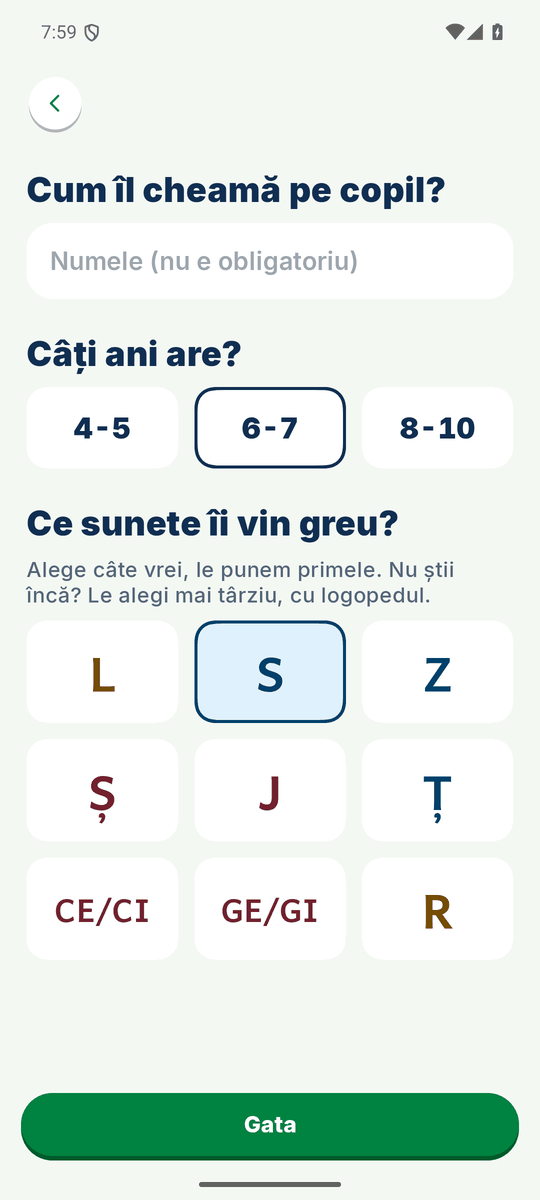 7:59
Cum îl cheamă pe copil?
Numele (nu e obligatoriu)
Câți ani are?
4-5
6-7
8-10
Ce sunete îi vin greu?
Alege câte vrei, le punem primele. Nu știi
încă? Le alegi mai târziu, cu logopedul.
L
S
Z
Ș
J
Ț
CE/CI
GE/GI
R
Gata